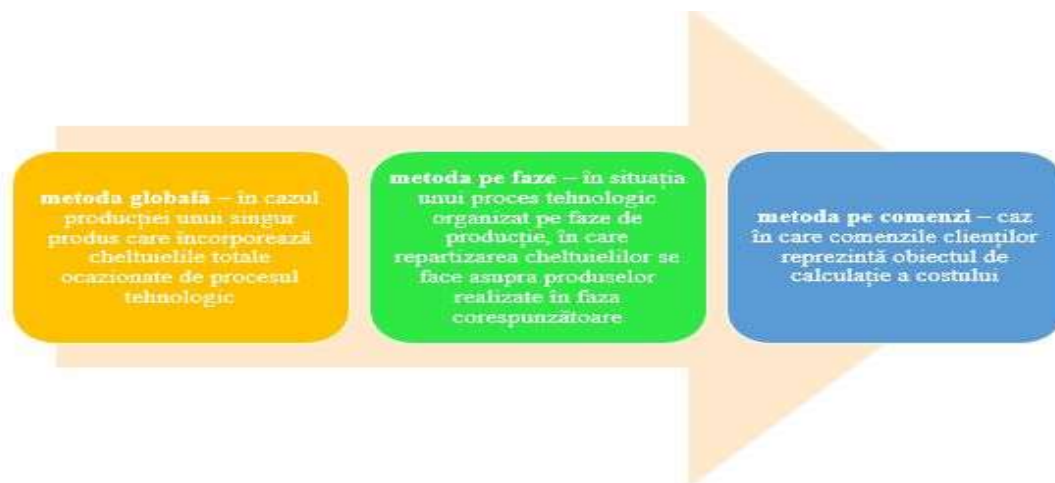 metoda globală – în cazul
producției unui singur
produs care încorporează
cheltuielile totale
ocazionate de procesul
tehnologic
metoda pe faze – în situația
unui proces tehnologic
organizat pe faze de
producție, în care
repartizarea cheltuielilor se
face asupra produselor
realizate în faza
corespunzătoare
metoda pe comenzi – caz
în care comenzile clienților
reprezintă obiectul de
calculație a costului